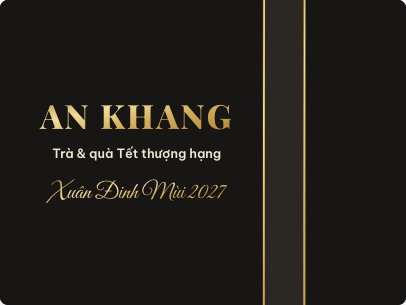 AN KHANG
Trà & quà Tết thượng hạng
Xuân Đinh Mùi 2027